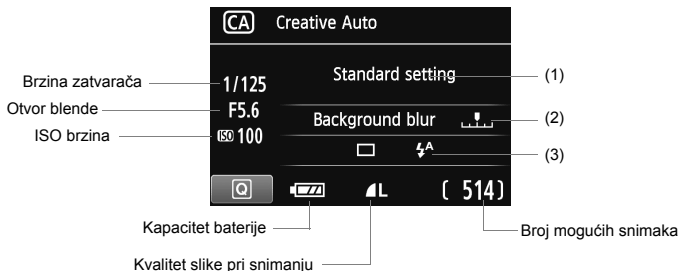 CA Creative Auto
Brzina zatvarača
1/125
Standard setting
(1)
Otvor blende
F5.6
Background blur
(2)
ISO brzina
ISO 100
A
(3)
Q
L
( 514)
Kapacitet baterije
Broj mogućih snimaka
Kvalitet slike pri snimanju